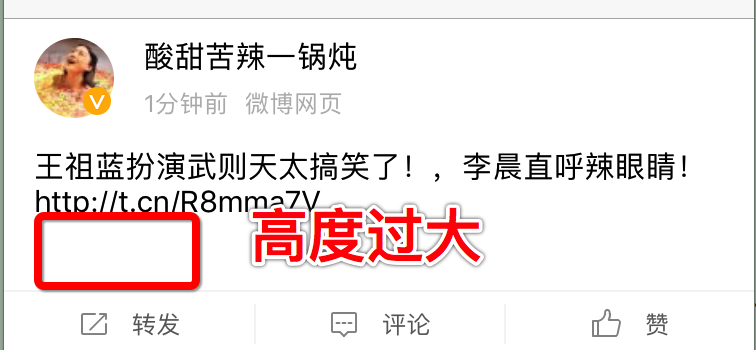 酸甜苦辣一锅炖
1分钟前 微博网页
王祖蓝扮演武则天太搞笑了！，李晨直呼辣眼睛！
http://t.cn/R8mma7V
高度过大
转发 评论 赞